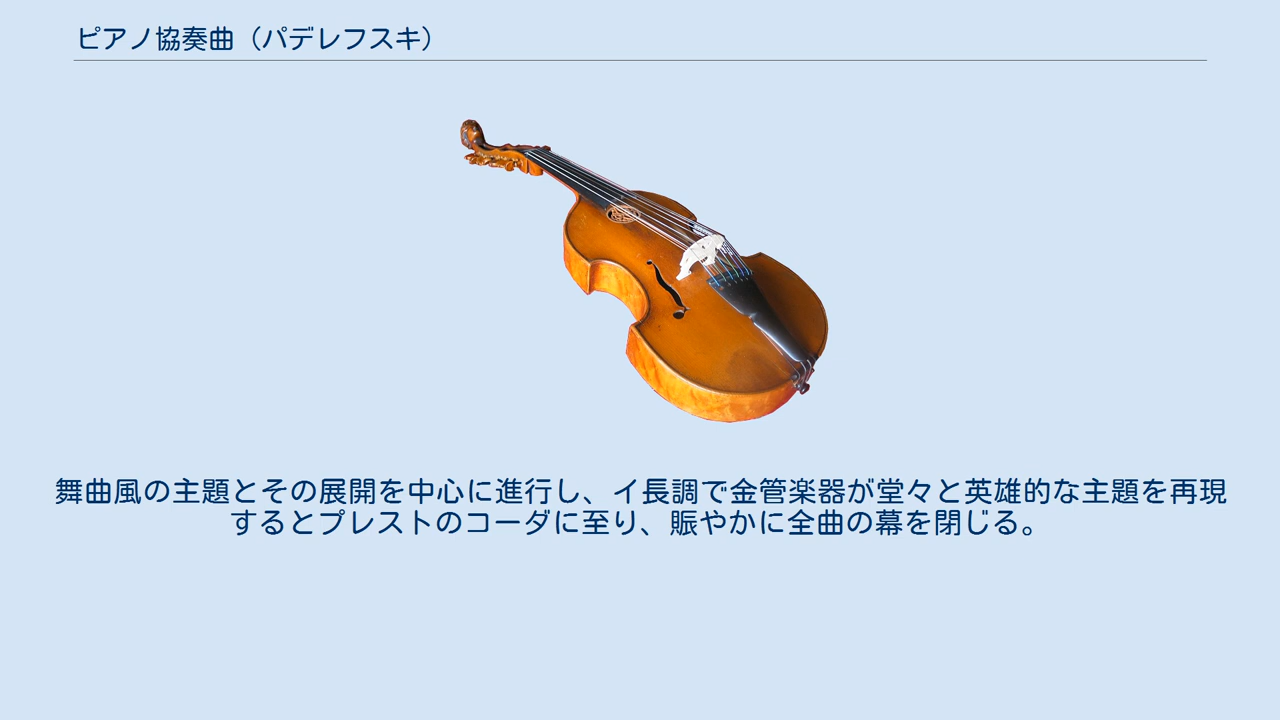 ピアノ協奏曲（パデレフスキ）
舞曲風の主題とその展開を中心に進行し、イ長調で金管楽器が堂々と英雄的な主題を再現
するとプレストのコーダに至り、賑やかに全曲の幕を閉じる。